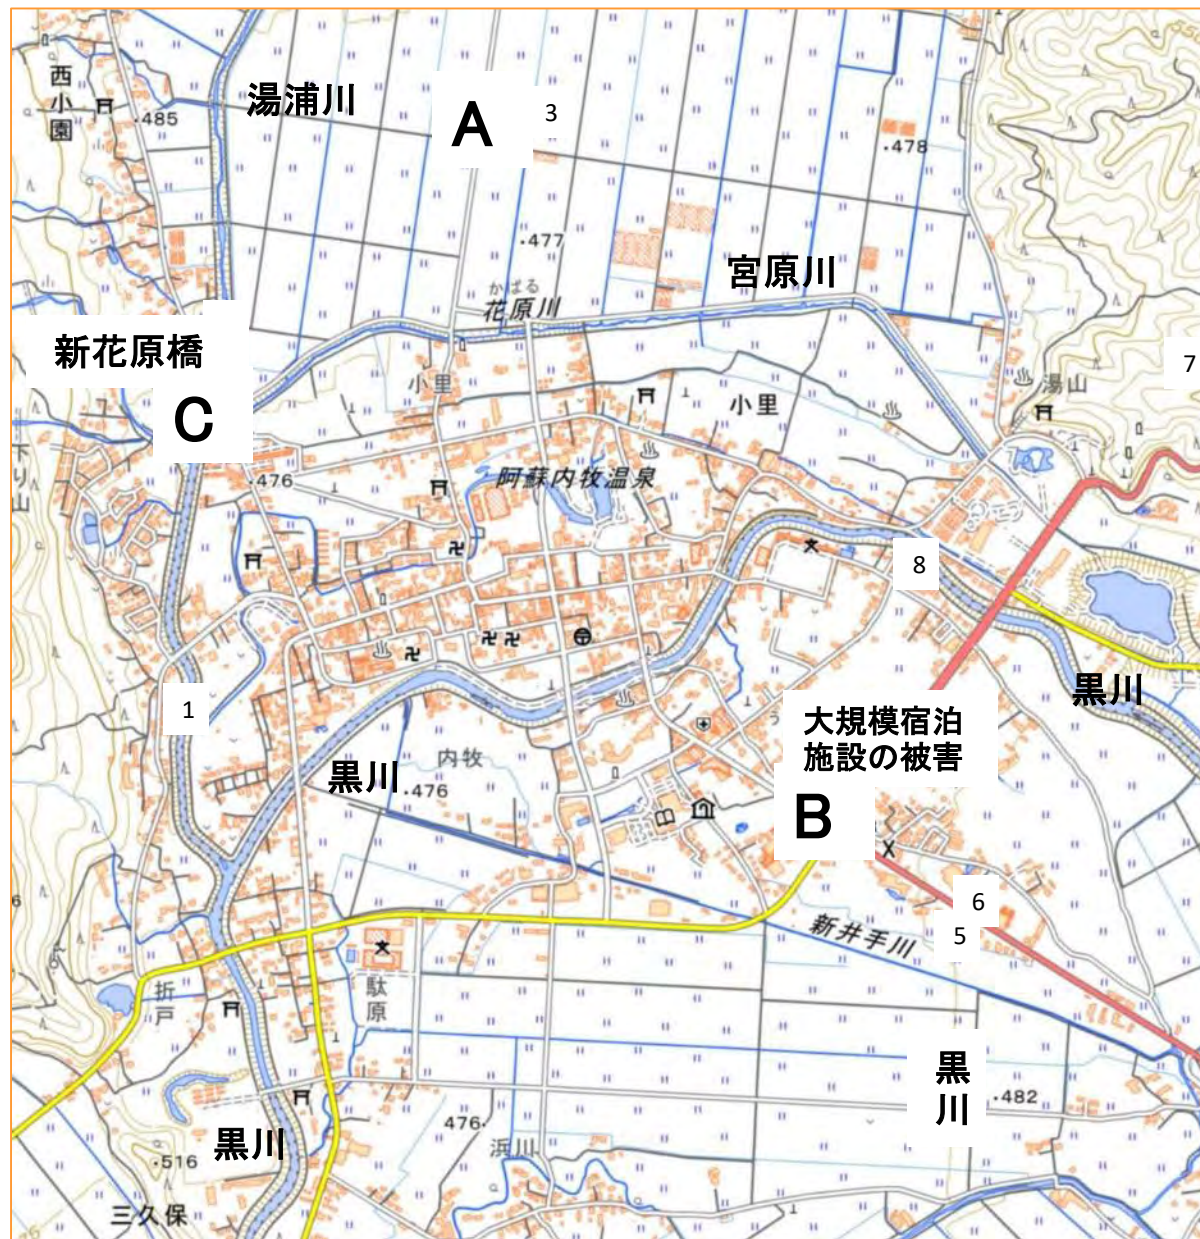 西小園
485
湯浦川
A
3
478
477
宮原川
かばる
花原川
新花原橋
C
小里
小里
湯山
7
下り山
476
阿蘇内牧温泉
8
1
黒川
大規模宿泊
施設の被害
黒川
内牧
476
B
6
5
新井手川
折戸
駄原
黒川
482
黒川
476
浜川
516
三久保